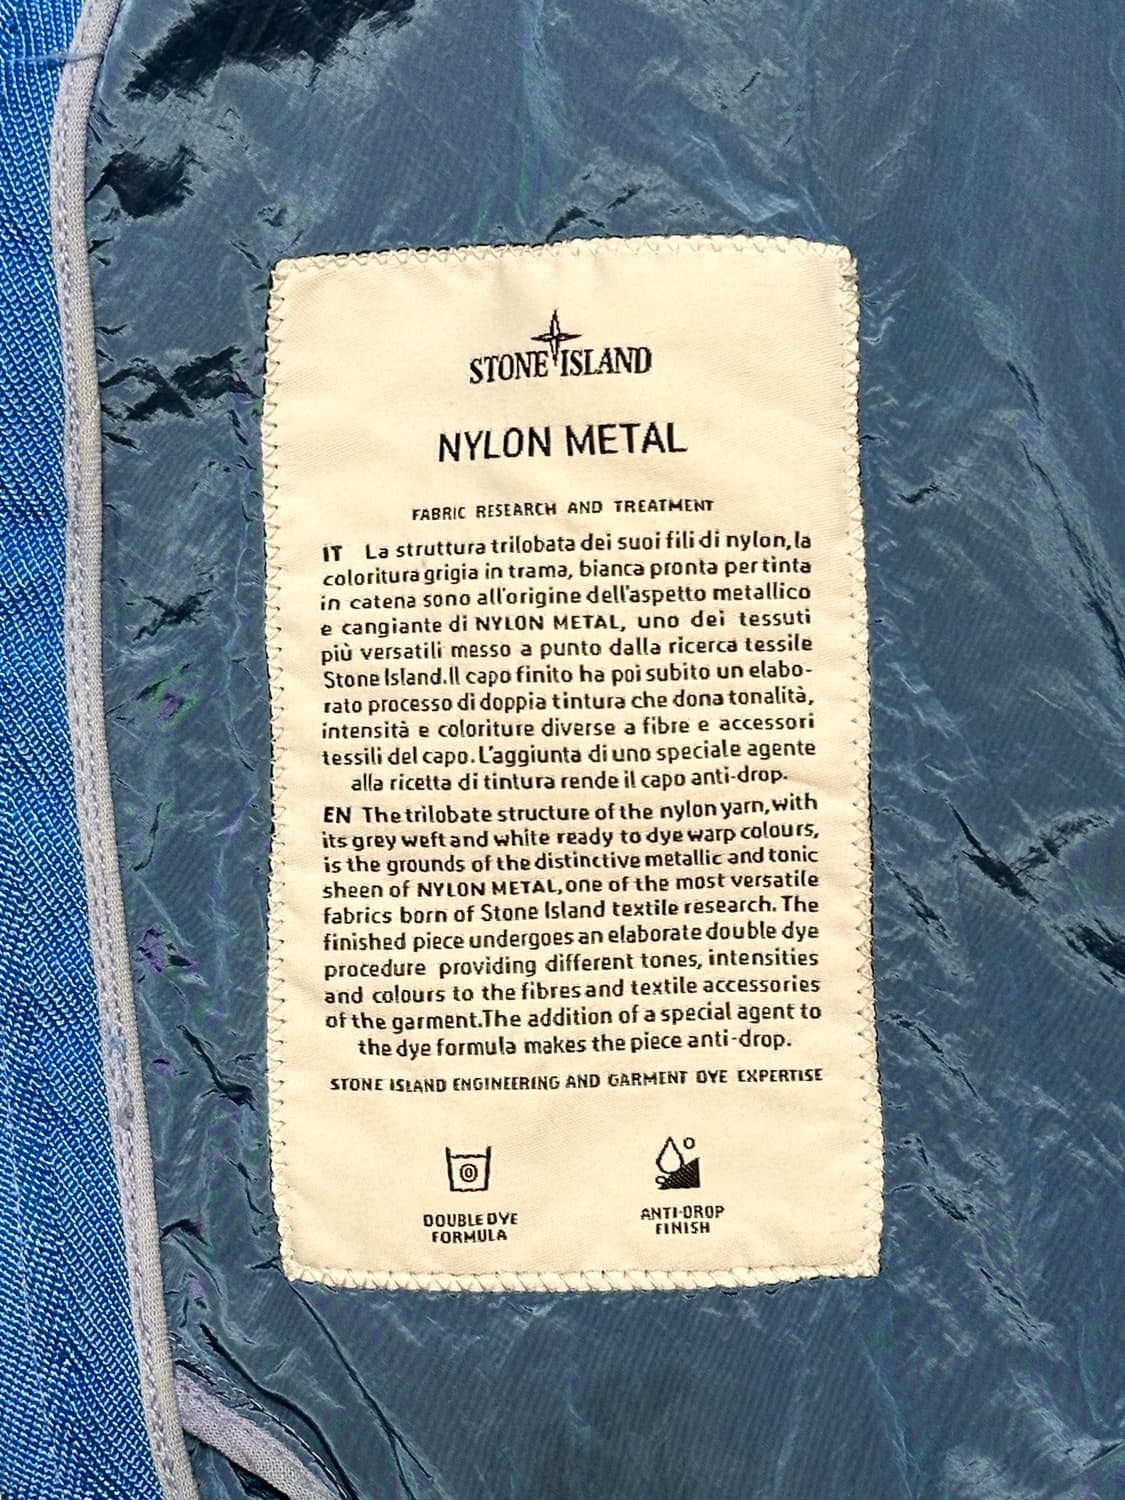 STONE ISLAND
NYLON METAL
FABRIC RESEARCH AND TREATMENT
IT La struttura trilobata dei suoi fili di nylon, la
coloritura grigia in trama, bianca pronta per tinta
in catena sono all'origine dell'aspetto metallico
e cangiante di NYLON METAL, uno dei tessuti
più versatili messo a punto dalla ricerca tessile
Stone Island. Il capo finito ha poi subito un elabo-
rato processo di doppia tintura che dona tonalità,
intensità e coloriture diverse a fibre e accessori
tessili del capo. L'aggiunta di uno speciale agente
alla ricetta di tintura rende il capo anti-drop.
EN The trilobate structure of the nylon yarn, with
its grey weft and white ready to dye warp colours,
is the grounds of the distinctive metallic and tonic
sheen of NYLON METAL, one of the most versatile
fabrics born of Stone Island textile research. The
finished piece undergoes an elaborate double dye
procedure providing different tones, intensities
and colours to the fibres and textile accessories
of the garment. The addition of a special agent to
the dye formula makes the piece anti-drop.
STONE ISLAND ENGINEERING AND GARMENT DYE EXPERTISE
DOUBLE DYE
FORMULA
ANTI-DROP
FINISH